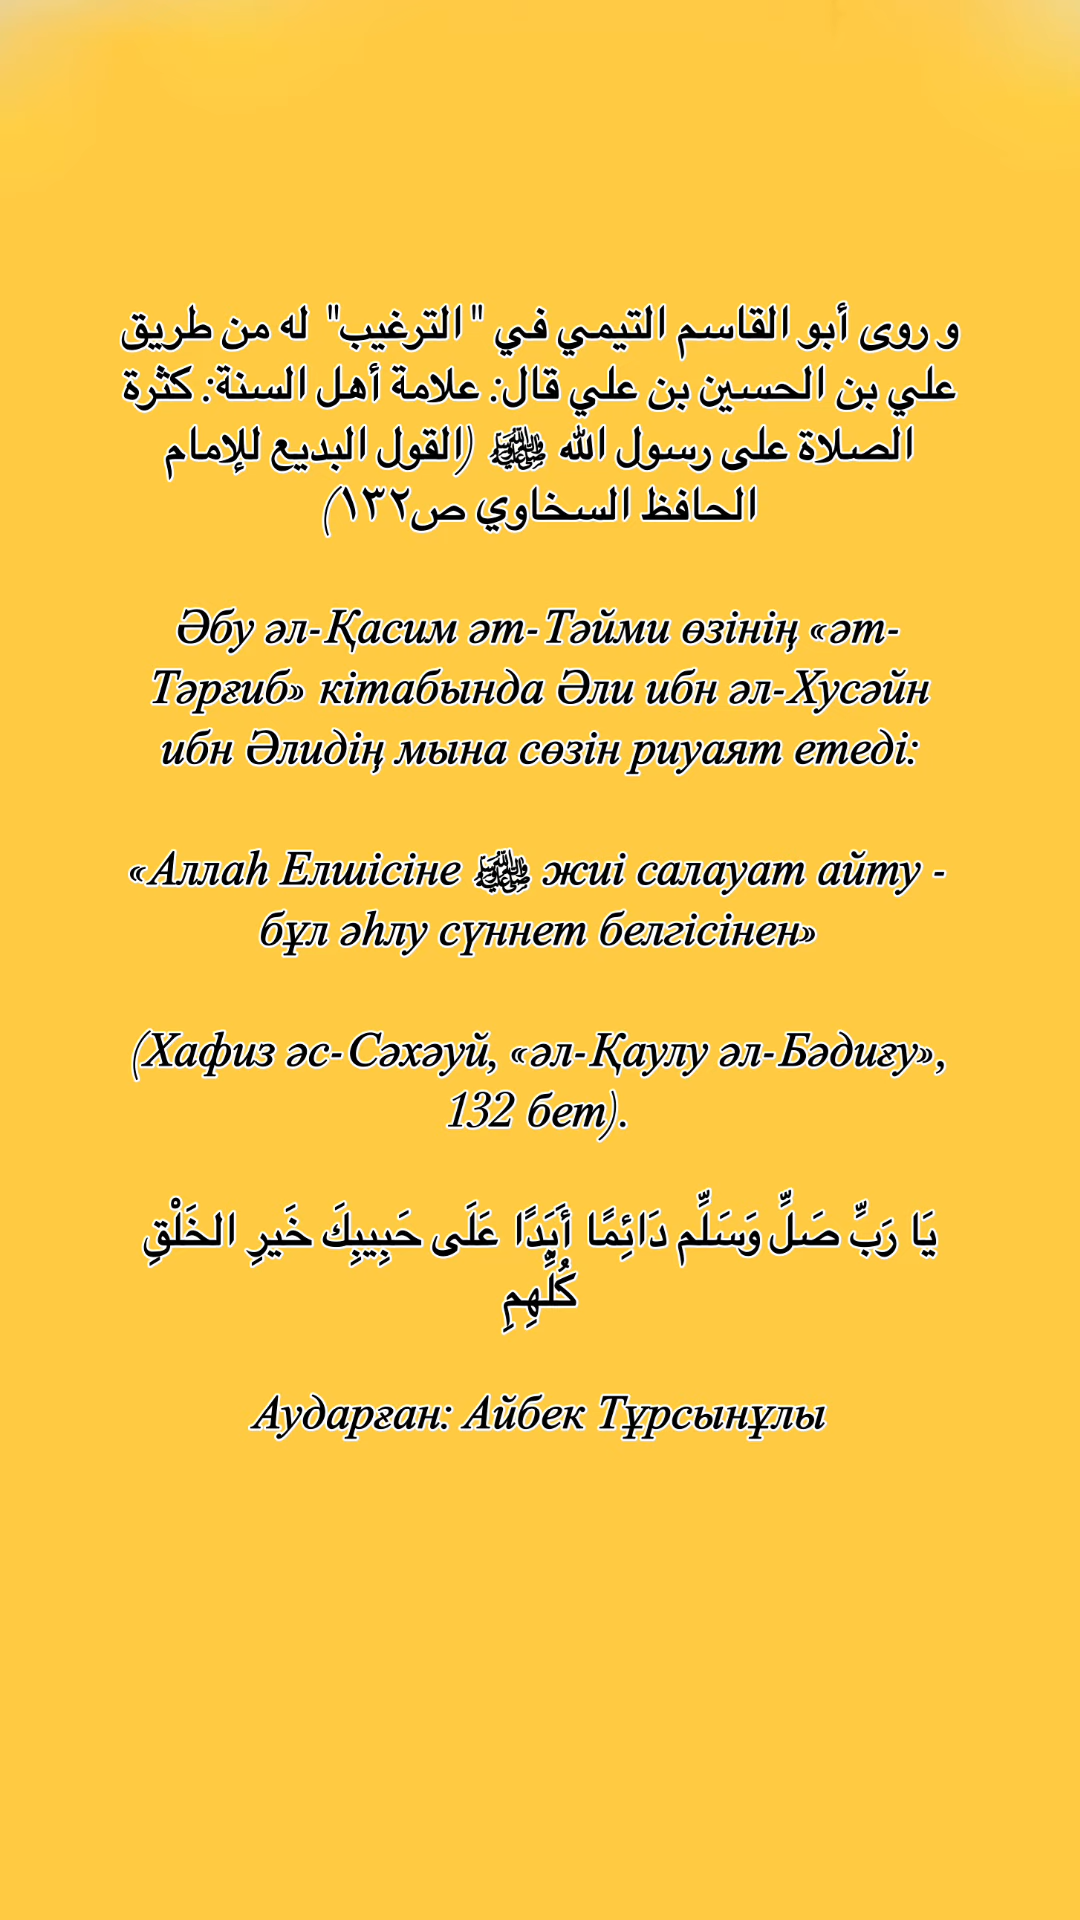 و روى أبو القاسم التيمي في "الترغيب" له من طريق
علي بن الحسين بن علي قال: علامة أهل السنة: كثرة
الصلاة على رسول الله ﷺ (القول البديع للإمام
الحافظ السخاوي ص١٣٢)
Әбу әл-Қасим әт-Тәйми өзінің «әт-
Тәрғиб» кітабында Әли ибн әл-Хусәйн
ибн Әлидің мына сөзін риуаят етеді:
«Аллаһ Елшісіне ﷺ жиі салауат айту -
бұл әһлу сүннет белгісінен»
(Хафиз әс-Сәхәуй, «әл-Қаулу әл-Бәдиғу»,
132 бет).
يَا رَبِّ صَلِّ وَسَلِّم دَائِمًا أَبَدًا عَلَى حَبِيبِكَ خَيرِ الخَلْقِ
كُلِّهِمِ
Аударған: Айбек Тұрсынұлы